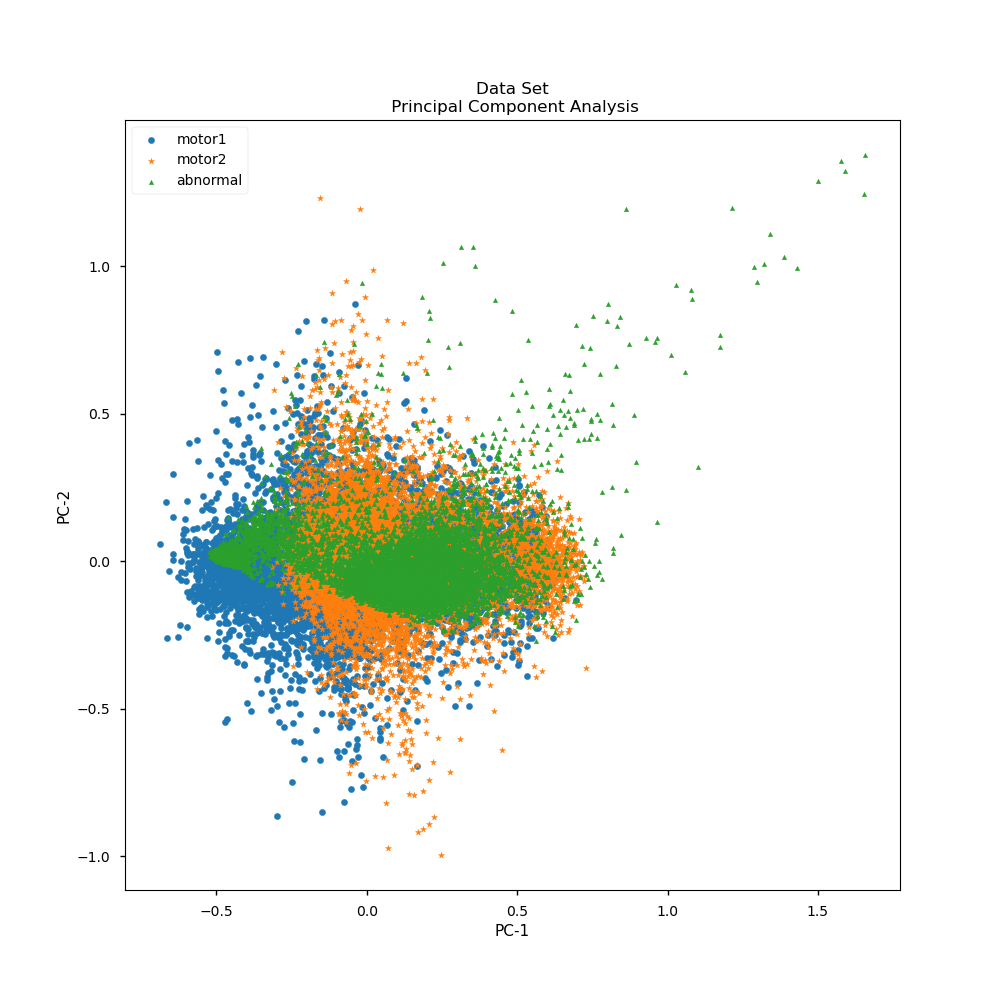 Data Set
Principal Component Analysis
motor1
motor2
abnormal
PC-2
1.0
0.5
0.0
−0.5
−1.0
−0.5
0.0
0.5
1.0
1.5
PC-1